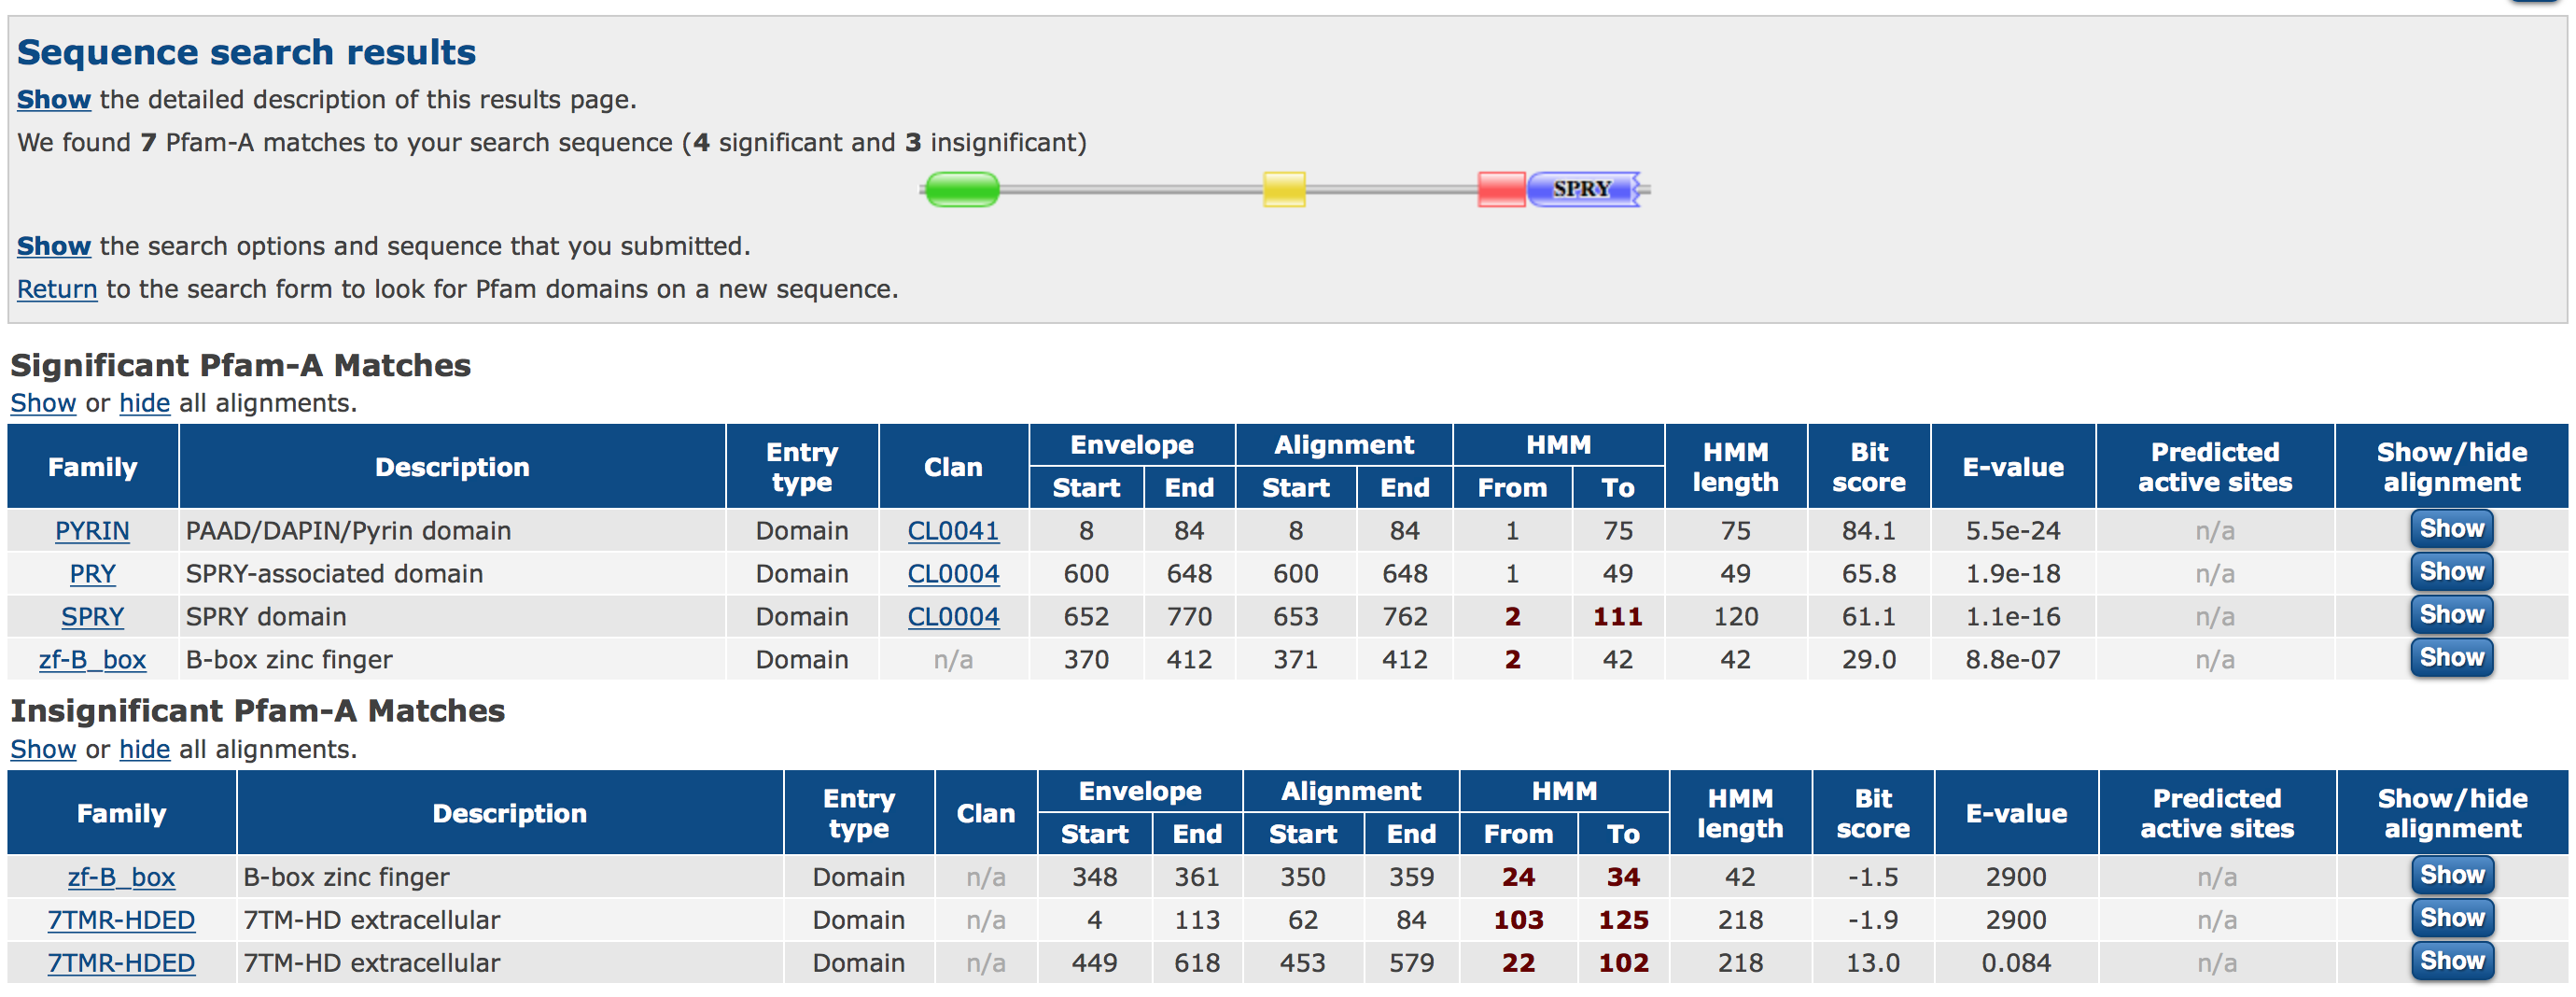 Sequence search results
Show the detailed description of this results page.
We found 7 Pfam-A matches to your search sequence (4 significant and 3 insignificant)
SPRY
Show the search options and sequence that you submitted.
Return to the search form to look for Pfam domains on a new sequence.
Significant Pfam-A Matches
Show or hide all alignments.
Family Description Entry type Clan Envelope Alignment HMM HMM length Bit score E-value Predicted active sites Show/hide alignment
Start End Start End From To
PYRIN PAAD/DAPIN/Pyrin domain Domain CL0041 8 84 8 84 1 75 75 84.1 5.5e-24 n/a Show
PRY SPRY-associated domain Domain CL0004 600 648 600 648 1 49 49 65.8 1.9e-18 n/a Show
SPRY SPRY domain Domain CL0004 652 770 653 762 2 111 120 61.1 1.1e-16 n/a Show
zf-B_box B-box zinc finger Domain n/a 370 412 371 412 2 42 42 29.0 8.8e-07 n/a Show
Insignificant Pfam-A Matches
Show or hide all alignments.
Family Description Entry type Clan Envelope Alignment HMM HMM length Bit score E-value Predicted active sites Show/hide alignment
Start End Start End From To
zf-B_box B-box zinc finger Domain n/a 348 361 350 359 24 34 42 -1.5 2900 n/a Show
7TMR-HDED 7TM-HD extracellular Domain n/a 4 113 62 84 103 125 218 -1.9 2900 n/a Show
7TMR-HDED 7TM-HD extracellular Domain n/a 449 618 453 579 22 102 218 13.0 0.084 n/a Show